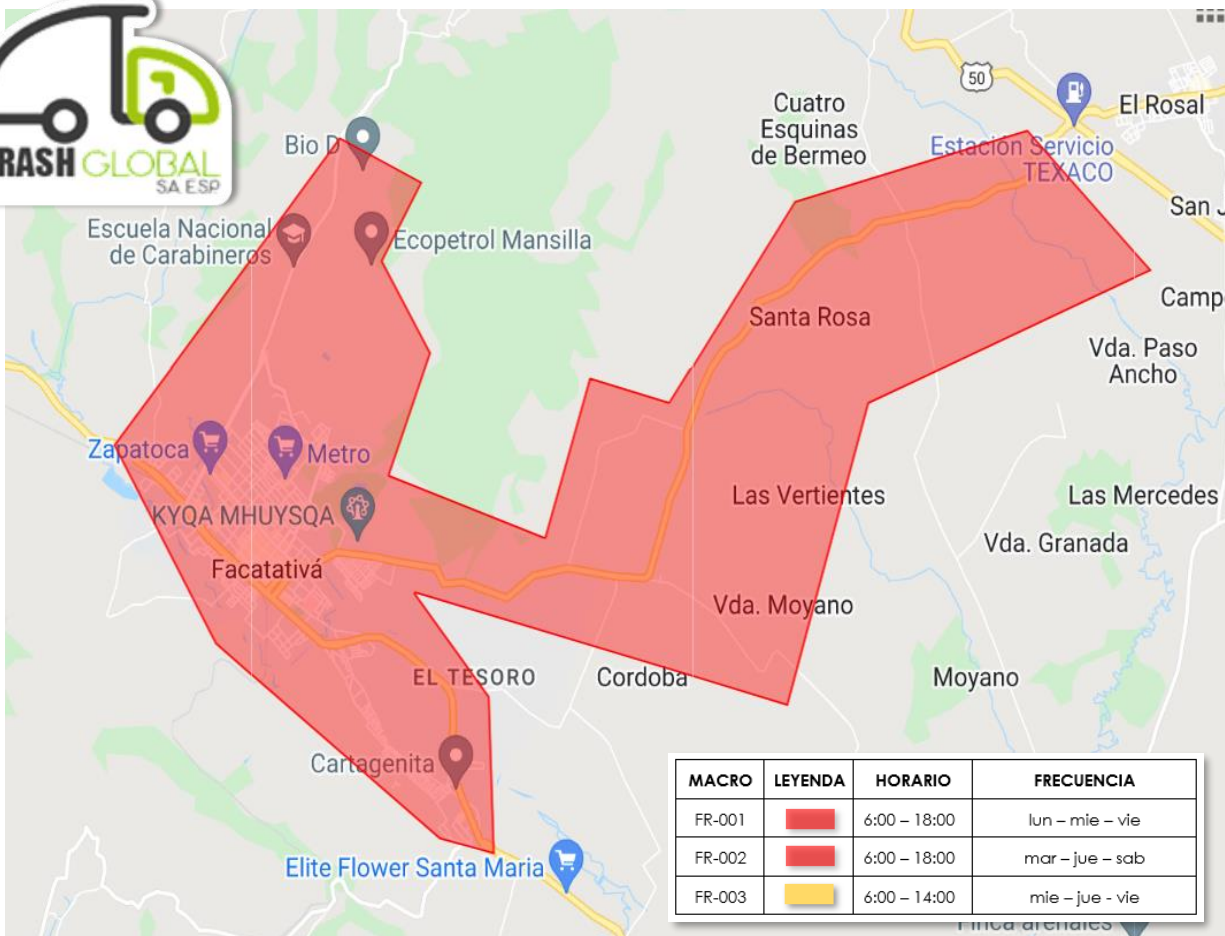 RASH GLOBAL
SA ESP
50
El Rosal
Cuatro
Esquinas
de Bermeo
Estación Servicio
TEXACO
Bio D
San J
Escuela Nacional
de Carabineros
Ecopetrol Mansilla
Camp
Santa Rosa
Vda. Paso
Ancho
Zapatoca
Metro
Las Vertientes
Las Mercedes
KYQA MHUYSQA
Vda. Granada
Facatativá
Vda. Moyano
EL TESORO
Cordoba
Moyano
Cartagenita
Elite Flower Santa Maria
MACRO LEYENDA HORARIO FRECUENCIA
FR-001 6:00 – 18:00 lun – mie – vie
FR-002 6:00 – 18:00 mar – jue – sab
FR-003 6:00 – 14:00 mie – jue - vie
Finca arenales